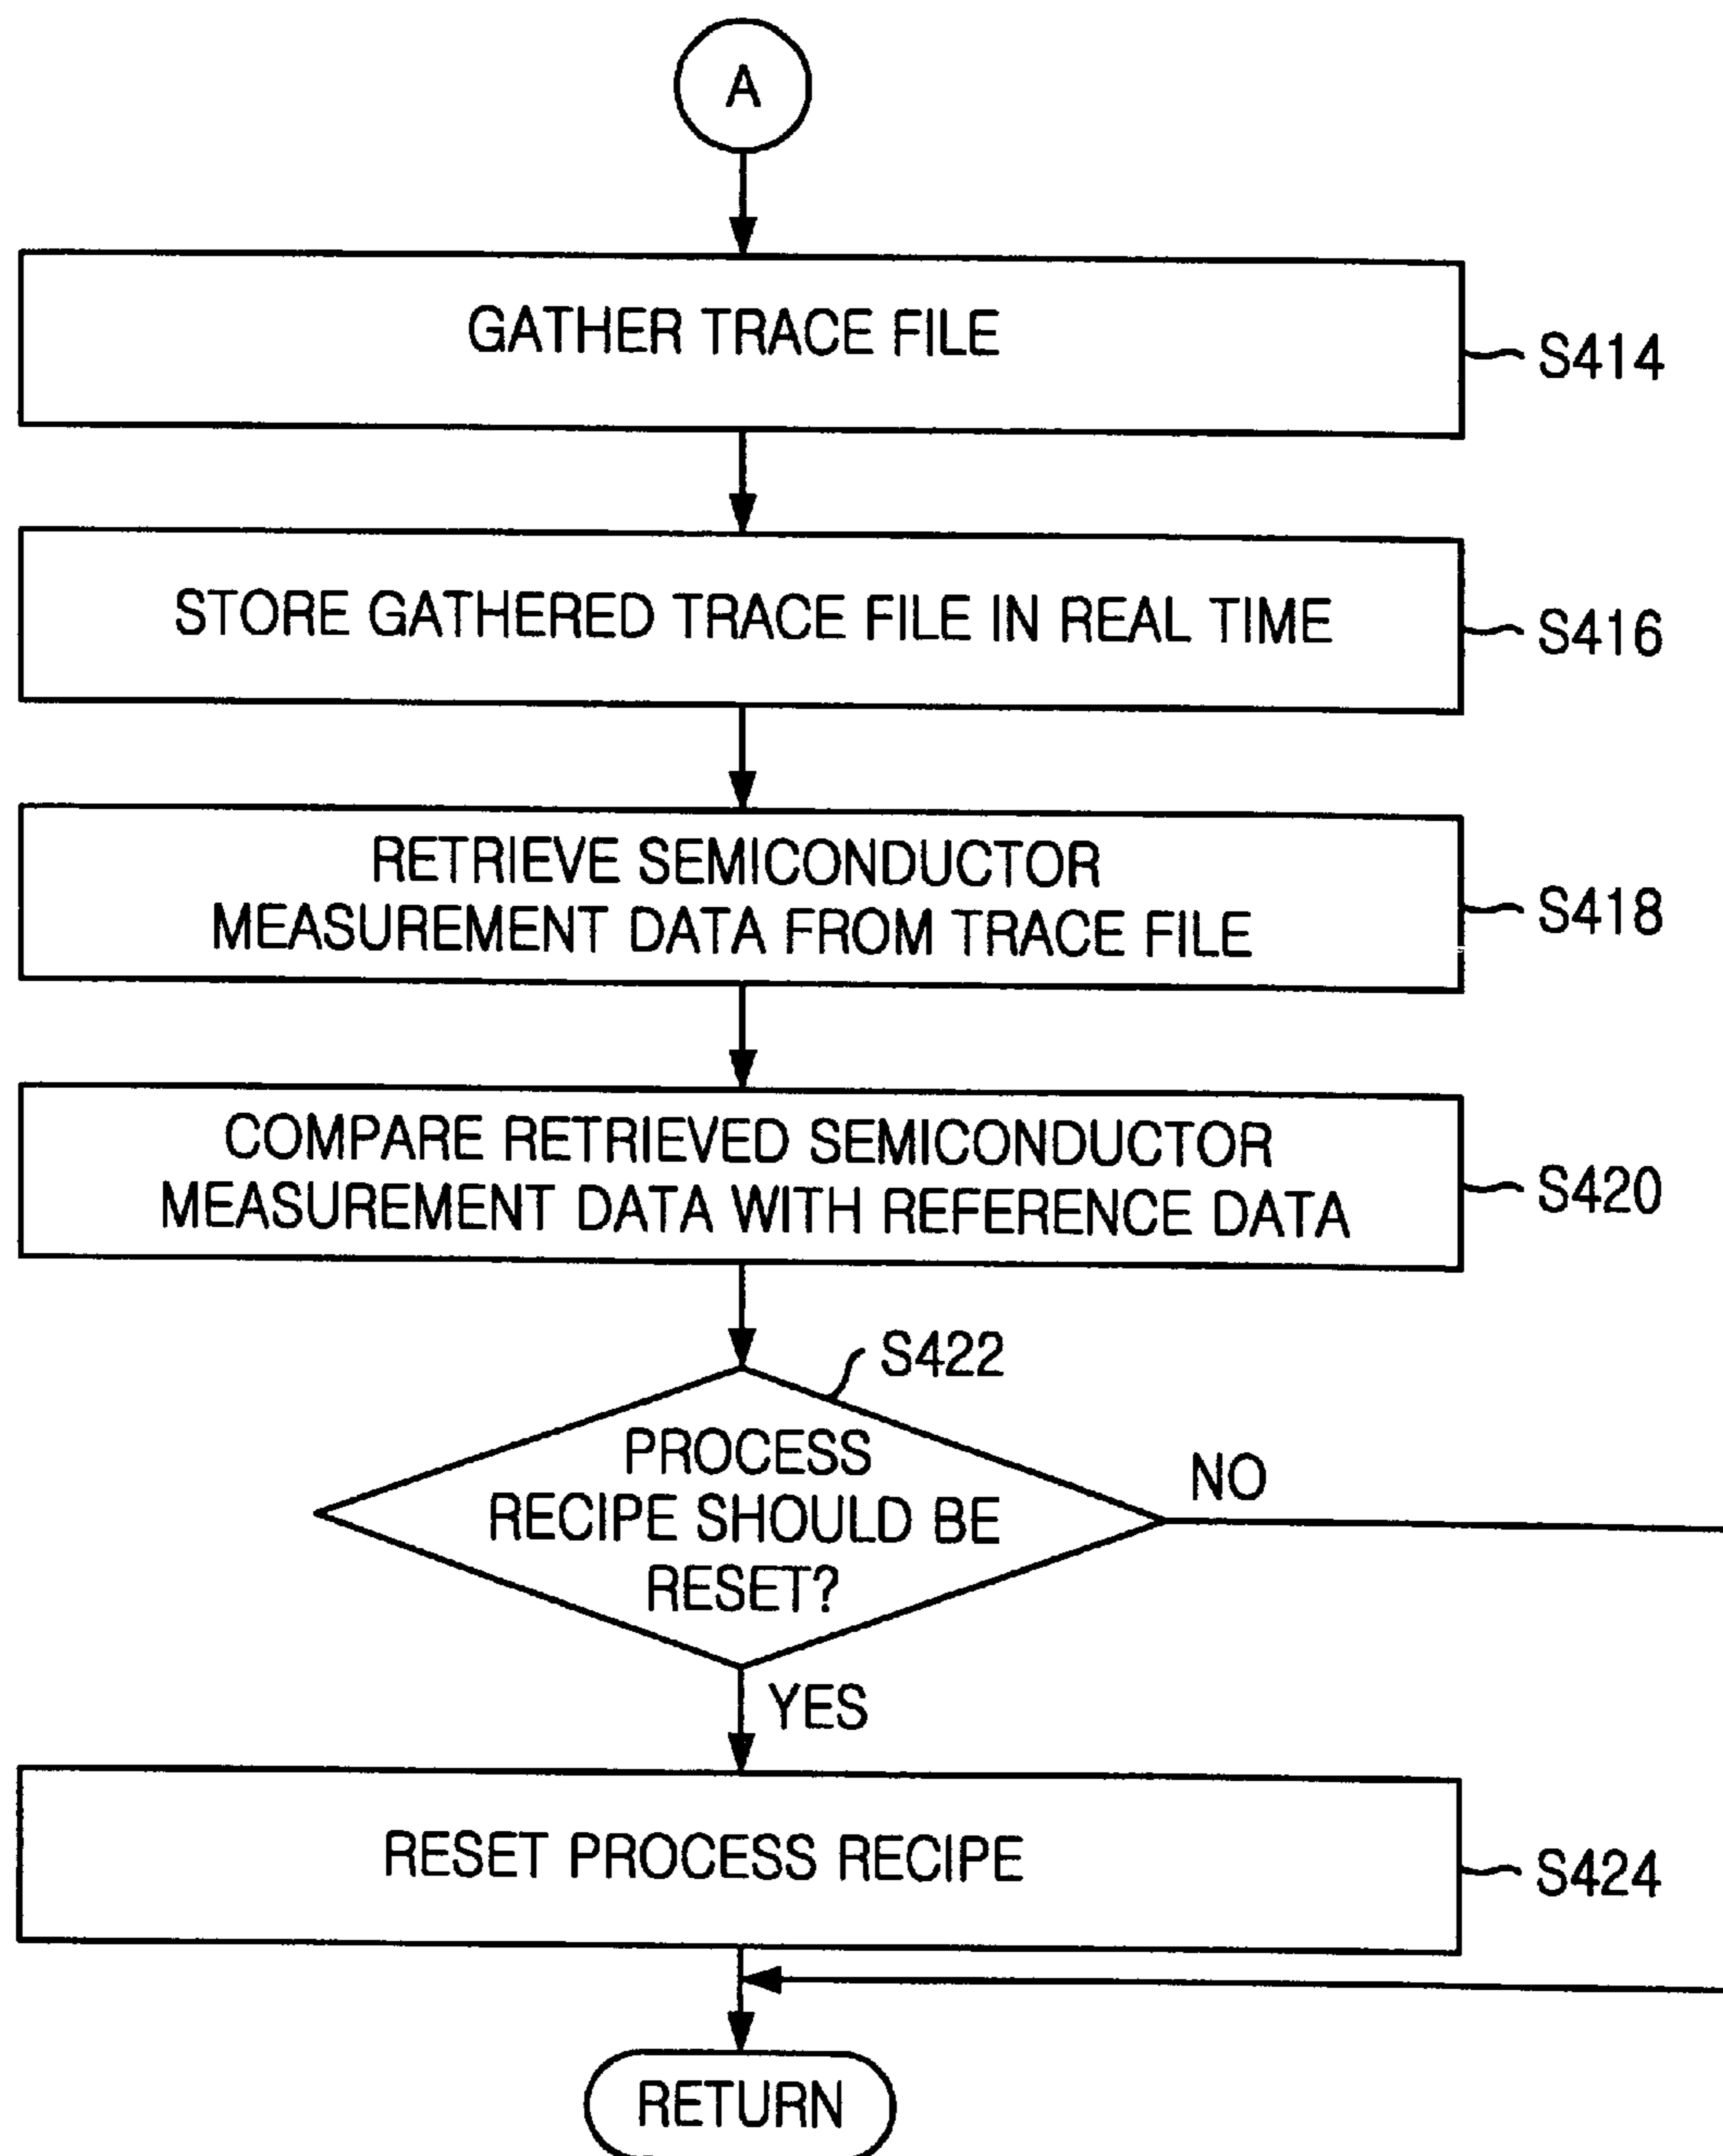 A
GATHER TRACE FILE
S414
STORE GATHERED TRACE FILE IN REAL TIME
S416
RETRIEVE SEMICONDUCTOR
MEASUREMENT DATA FROM TRACE FILE
S418
COMPARE RETRIEVED SEMICONDUCTOR
MEASUREMENT DATA WITH REFERENCE DATA
S420
S422
PROCESS
RECIPE SHOULD BE
RESET?
NO
YES
RESET PROCESS RECIPE
S424
RETURN